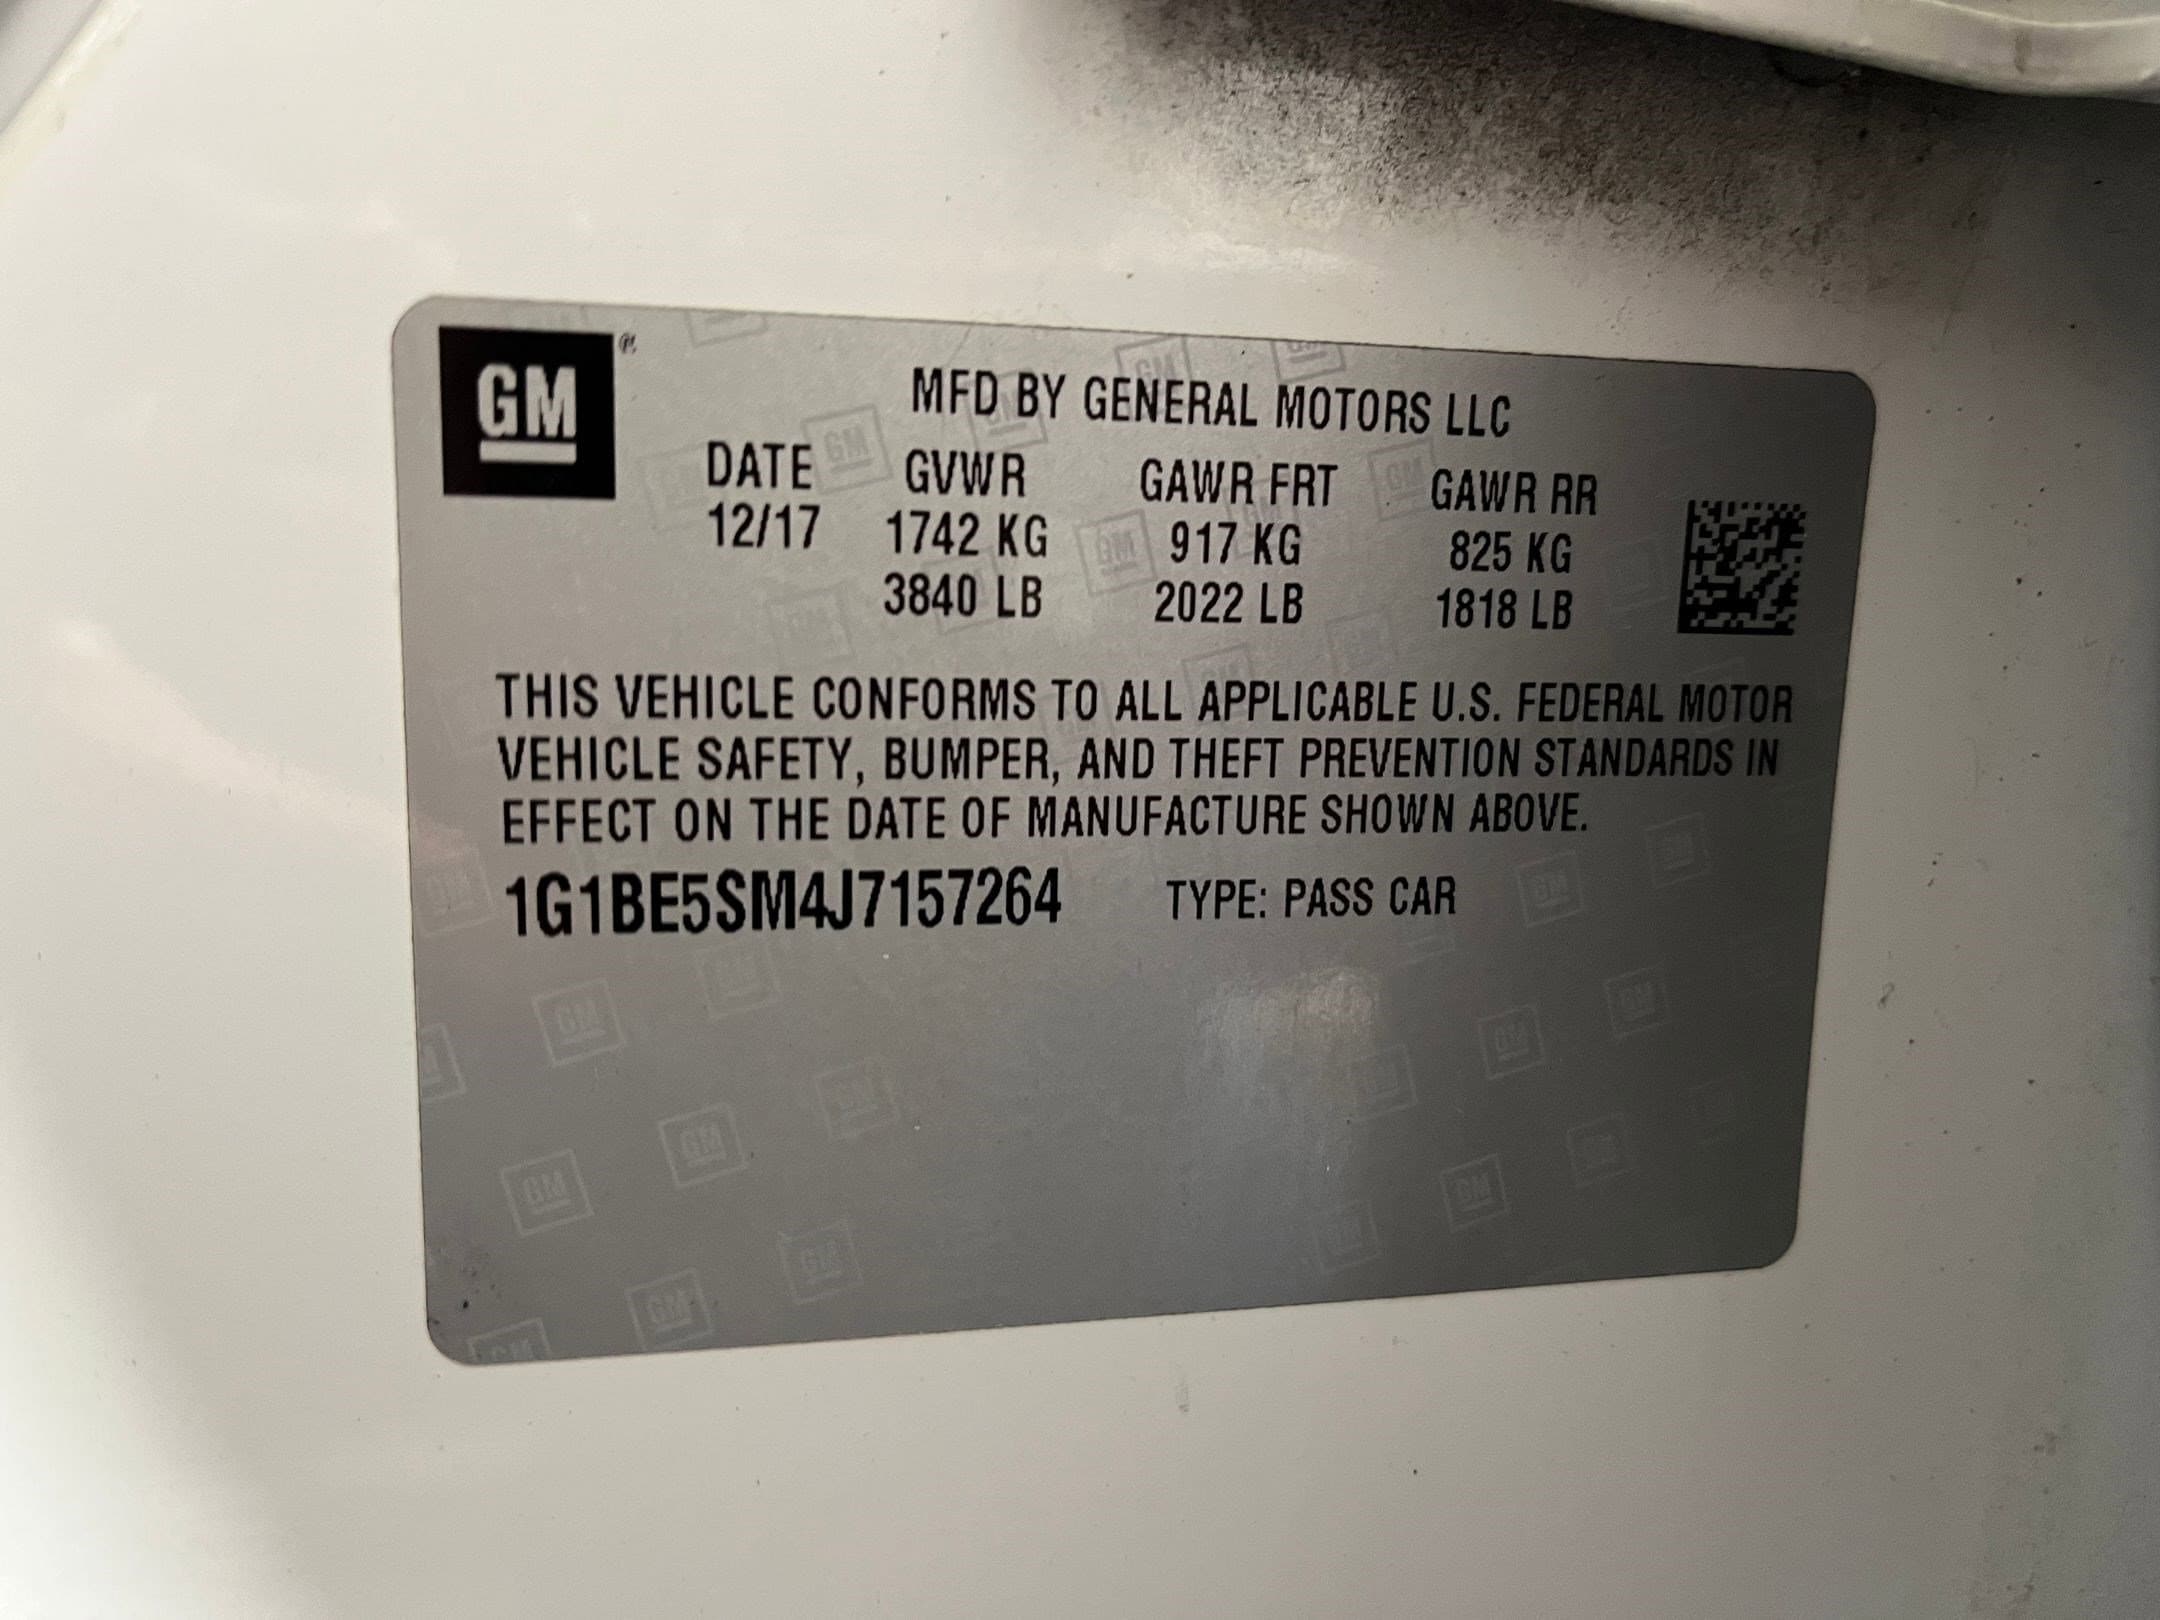 GM
MFD BY GENERAL MOTORS LLC
DATE GVWR GAWR FRT GAWR RR
12/17 1742 KG 917 KG 825 KG
3840 LB 2022 LB 1818 LB
THIS VEHICLE CONFORMS TO ALL APPLICABLE U.S. FEDERAL MOTOR
VEHICLE SAFETY, BUMPER, AND THEFT PREVENTION STANDARDS IN
EFFECT ON THE DATE OF MANUFACTURE SHOWN ABOVE.
1G1BE5SM4J7157264 TYPE: PASS CAR